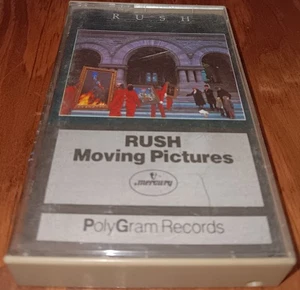 RUSH
RUSH
Moving Pictures
mercury
PolyGram Records